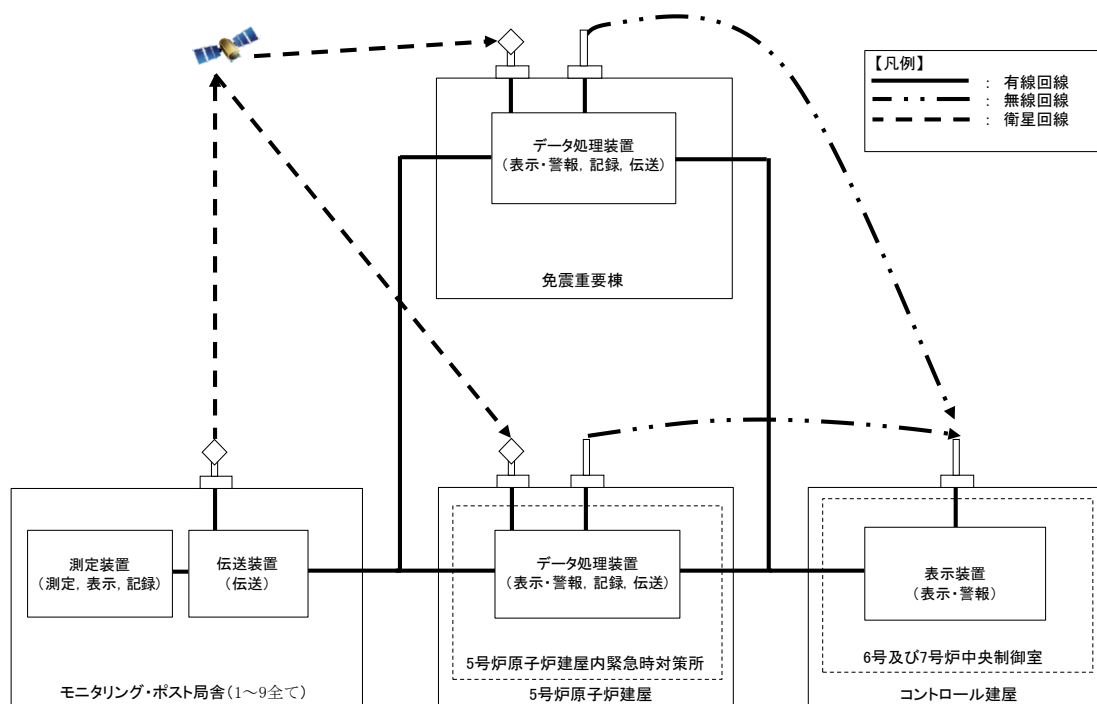 【凡例】
： 有線回線
： 無線回線
： 衛星回線
データ処理装置
（表示・警報，記録，伝送）
免震重要棟
測定装置
（測定，表示，記録）
伝送装置
（伝送）
モニタリング・ポスト局舎（1～9全て）
データ処理装置
（表示・警報，記録，伝送）
5号炉原子炉建屋内緊急時対策所
5号炉原子炉建屋
表示装置
（表示・警報）
6号及び7号炉中央制御室
コントロール建屋